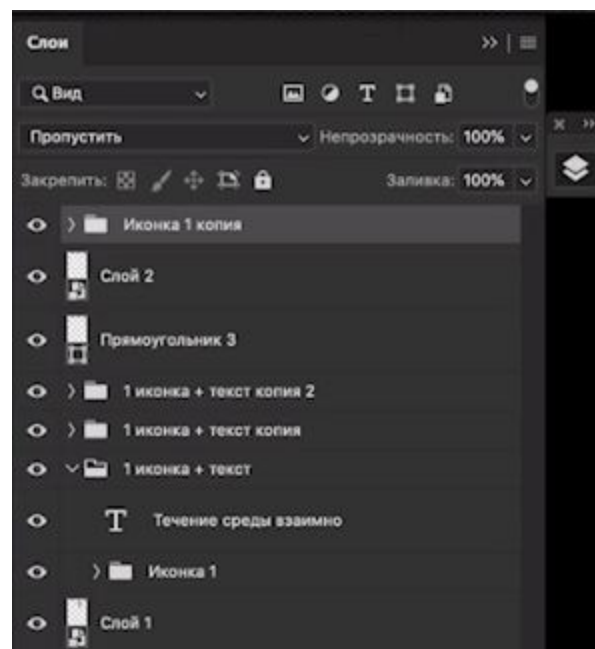 Слои
Вид
Пропустить Непрозрачность: 100%
Закрепить: Заливка: 100%
Иконка 1 копия
Слой 2
Прямоугольник 3
1 иконка + текст копия 2
1 иконка + текст копия
1 иконка + текст
T Течение среды взаимно
Иконка 1
Слой 1